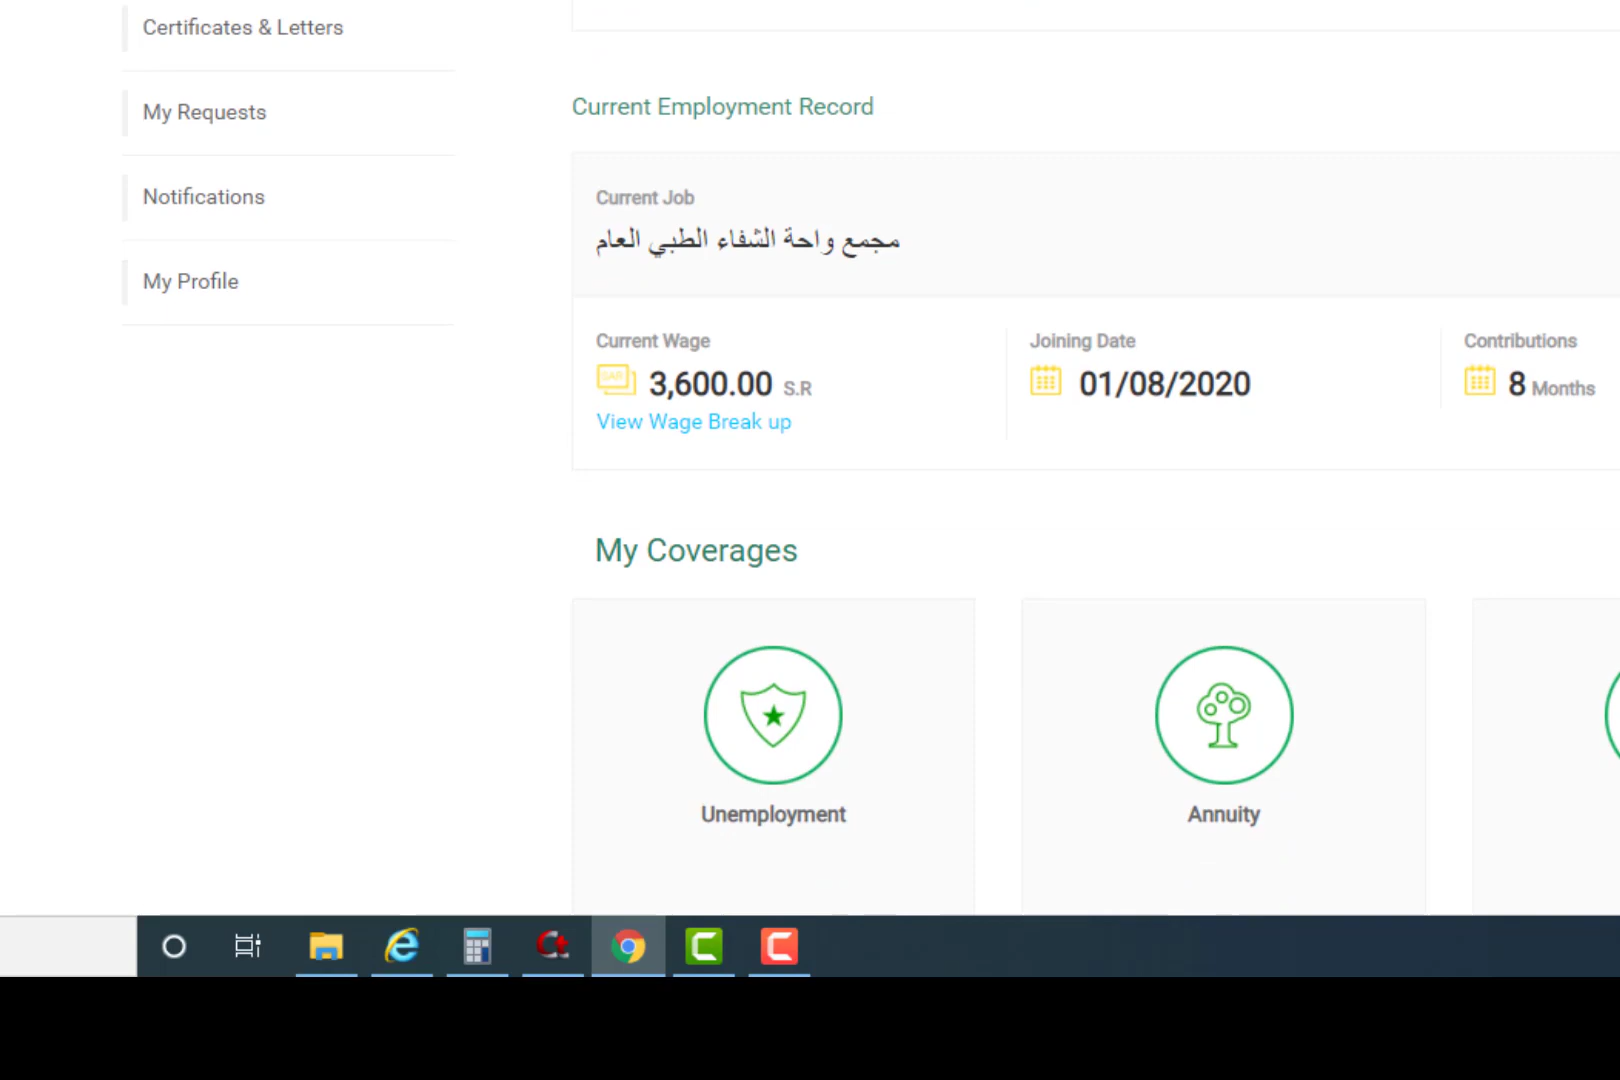 Certificates & Letters
My Requests
Notifications
My Profile
Current Employment Record
Current Job
مجمع واحة الشفاء الطبي العام
Current Wage
3,600.00 S.R
View Wage Break up
Joining Date
01/08/2020
Contributions
8 Months
My Coverages
Unemployment
Annuity